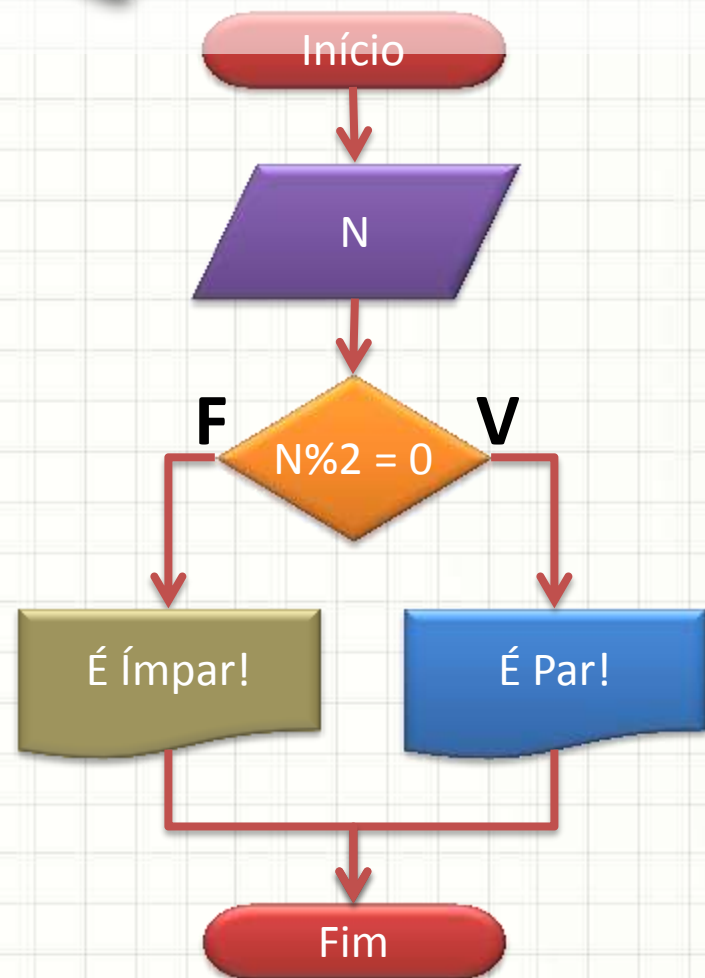 Início
N
F
V
N%2 = 0
É Ímpar!
É Par!
Fim